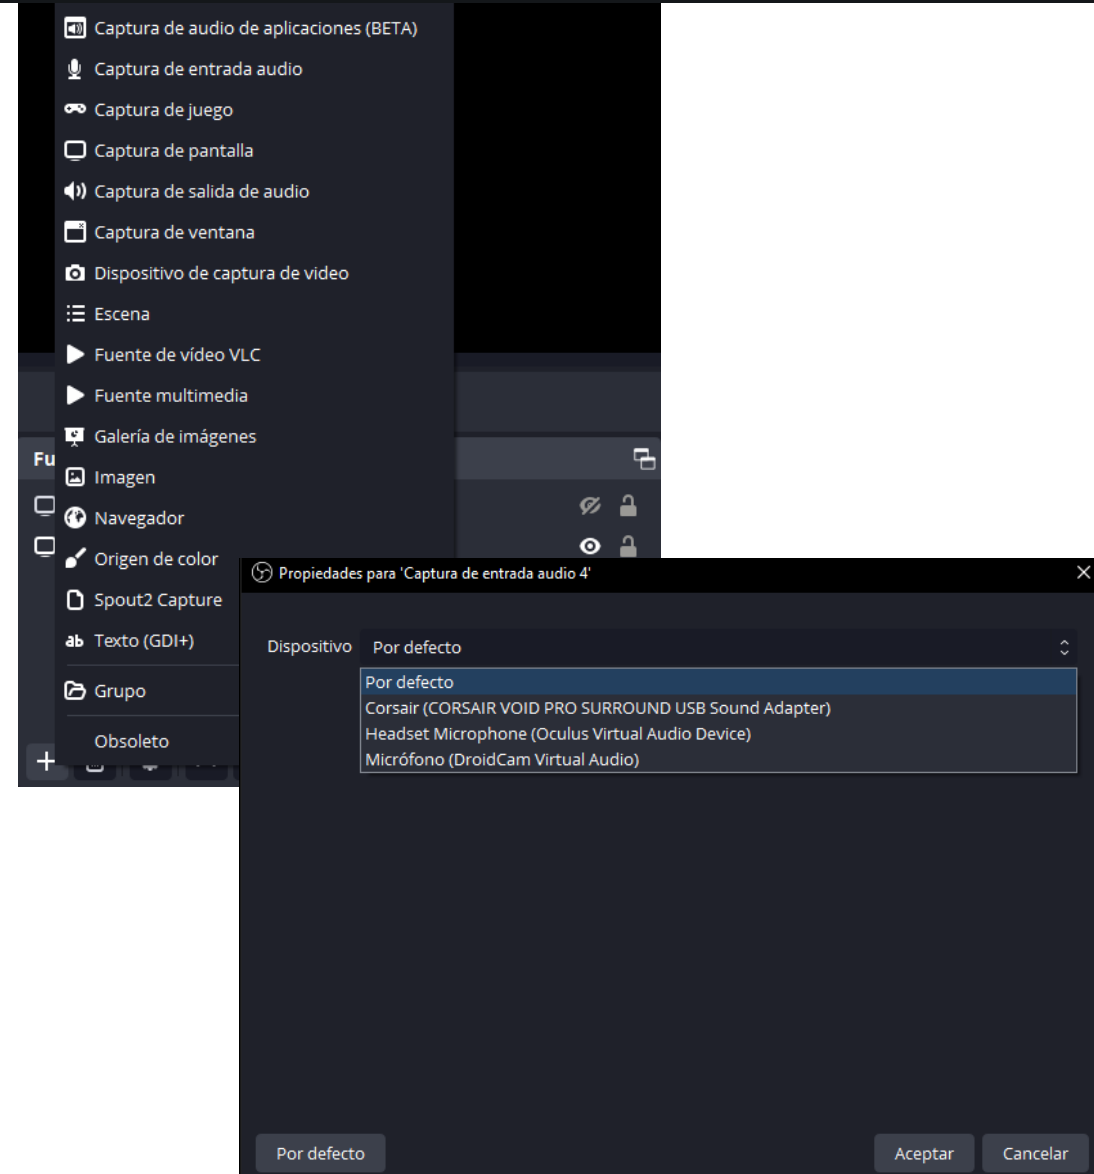 Captura de audio de aplicaciones (BETA)
Captura de entrada audio
Captura de juego
Captura de pantalla
Captura de salida de audio
Captura de ventana
Dispositivo de captura de video
Escena
Fuente de vídeo VLC
Fuente multimedia
Galería de imágenes
Fu
Imagen
Navegador
Origen de color
Spout2 Capture
ab Texto (GDI+)
Grupo
Obsoleto
Propiedades para 'Captura de entrada audio 4'
Dispositivo Por defecto
Por defecto
Corsair (CORSAIR VOID PRO SURROUND USB Sound Adapter)
Headset Microphone (Oculus Virtual Audio Device)
Micrófono (DroidCam Virtual Audio)
Por defecto Aceptar Cancelar